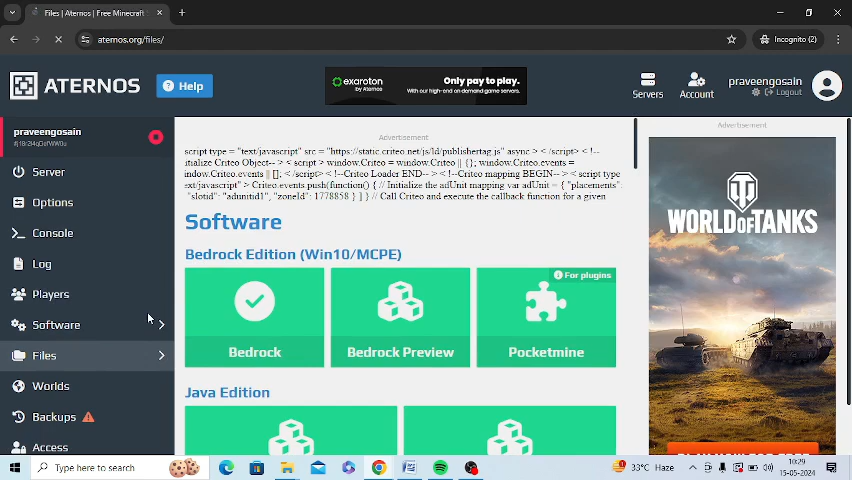 Files | Aternos | Free Minecraft
aternos.org/files/
Incognito (2)
ATERNOS
Help
exaroton
by Aternos
Only pay to play.
With our high-end on demand game servers.
Servers
Account
praveengosain
Logout
praveengosain
Server
Options
Console
Log
Players
Software
Files
Worlds
Backups
Access
Advertisement
script type = "text/javascript" src = "https://static.criteo.net/js/ld/publishertag.js" async > < /script> < !--
itialize Criteo Object-- > < script > window.Criteo = window.Criteo || {}; window.Criteo.events =
indow.Criteo.events || []; < /script> < !--Criteo Loader END-- > < !--Criteo mapping BEGIN-- > < script type
ext/javascript" > Criteo.events.push(function() { // Initialize the adUnit mapping var adUnit = { "placements":
"slotid": "adunitid1", "zoneId": 1778858 } ] } // Call Criteo and execute the callback function for a given
Software
Bedrock Edition (Win10/MCPE)
Bedrock
Bedrock Preview
For plugins
Pocketmine
Java Edition
Advertisement
WORLD OF TANKS
Type here to search
33°C Haze
10:29
15-05-2024